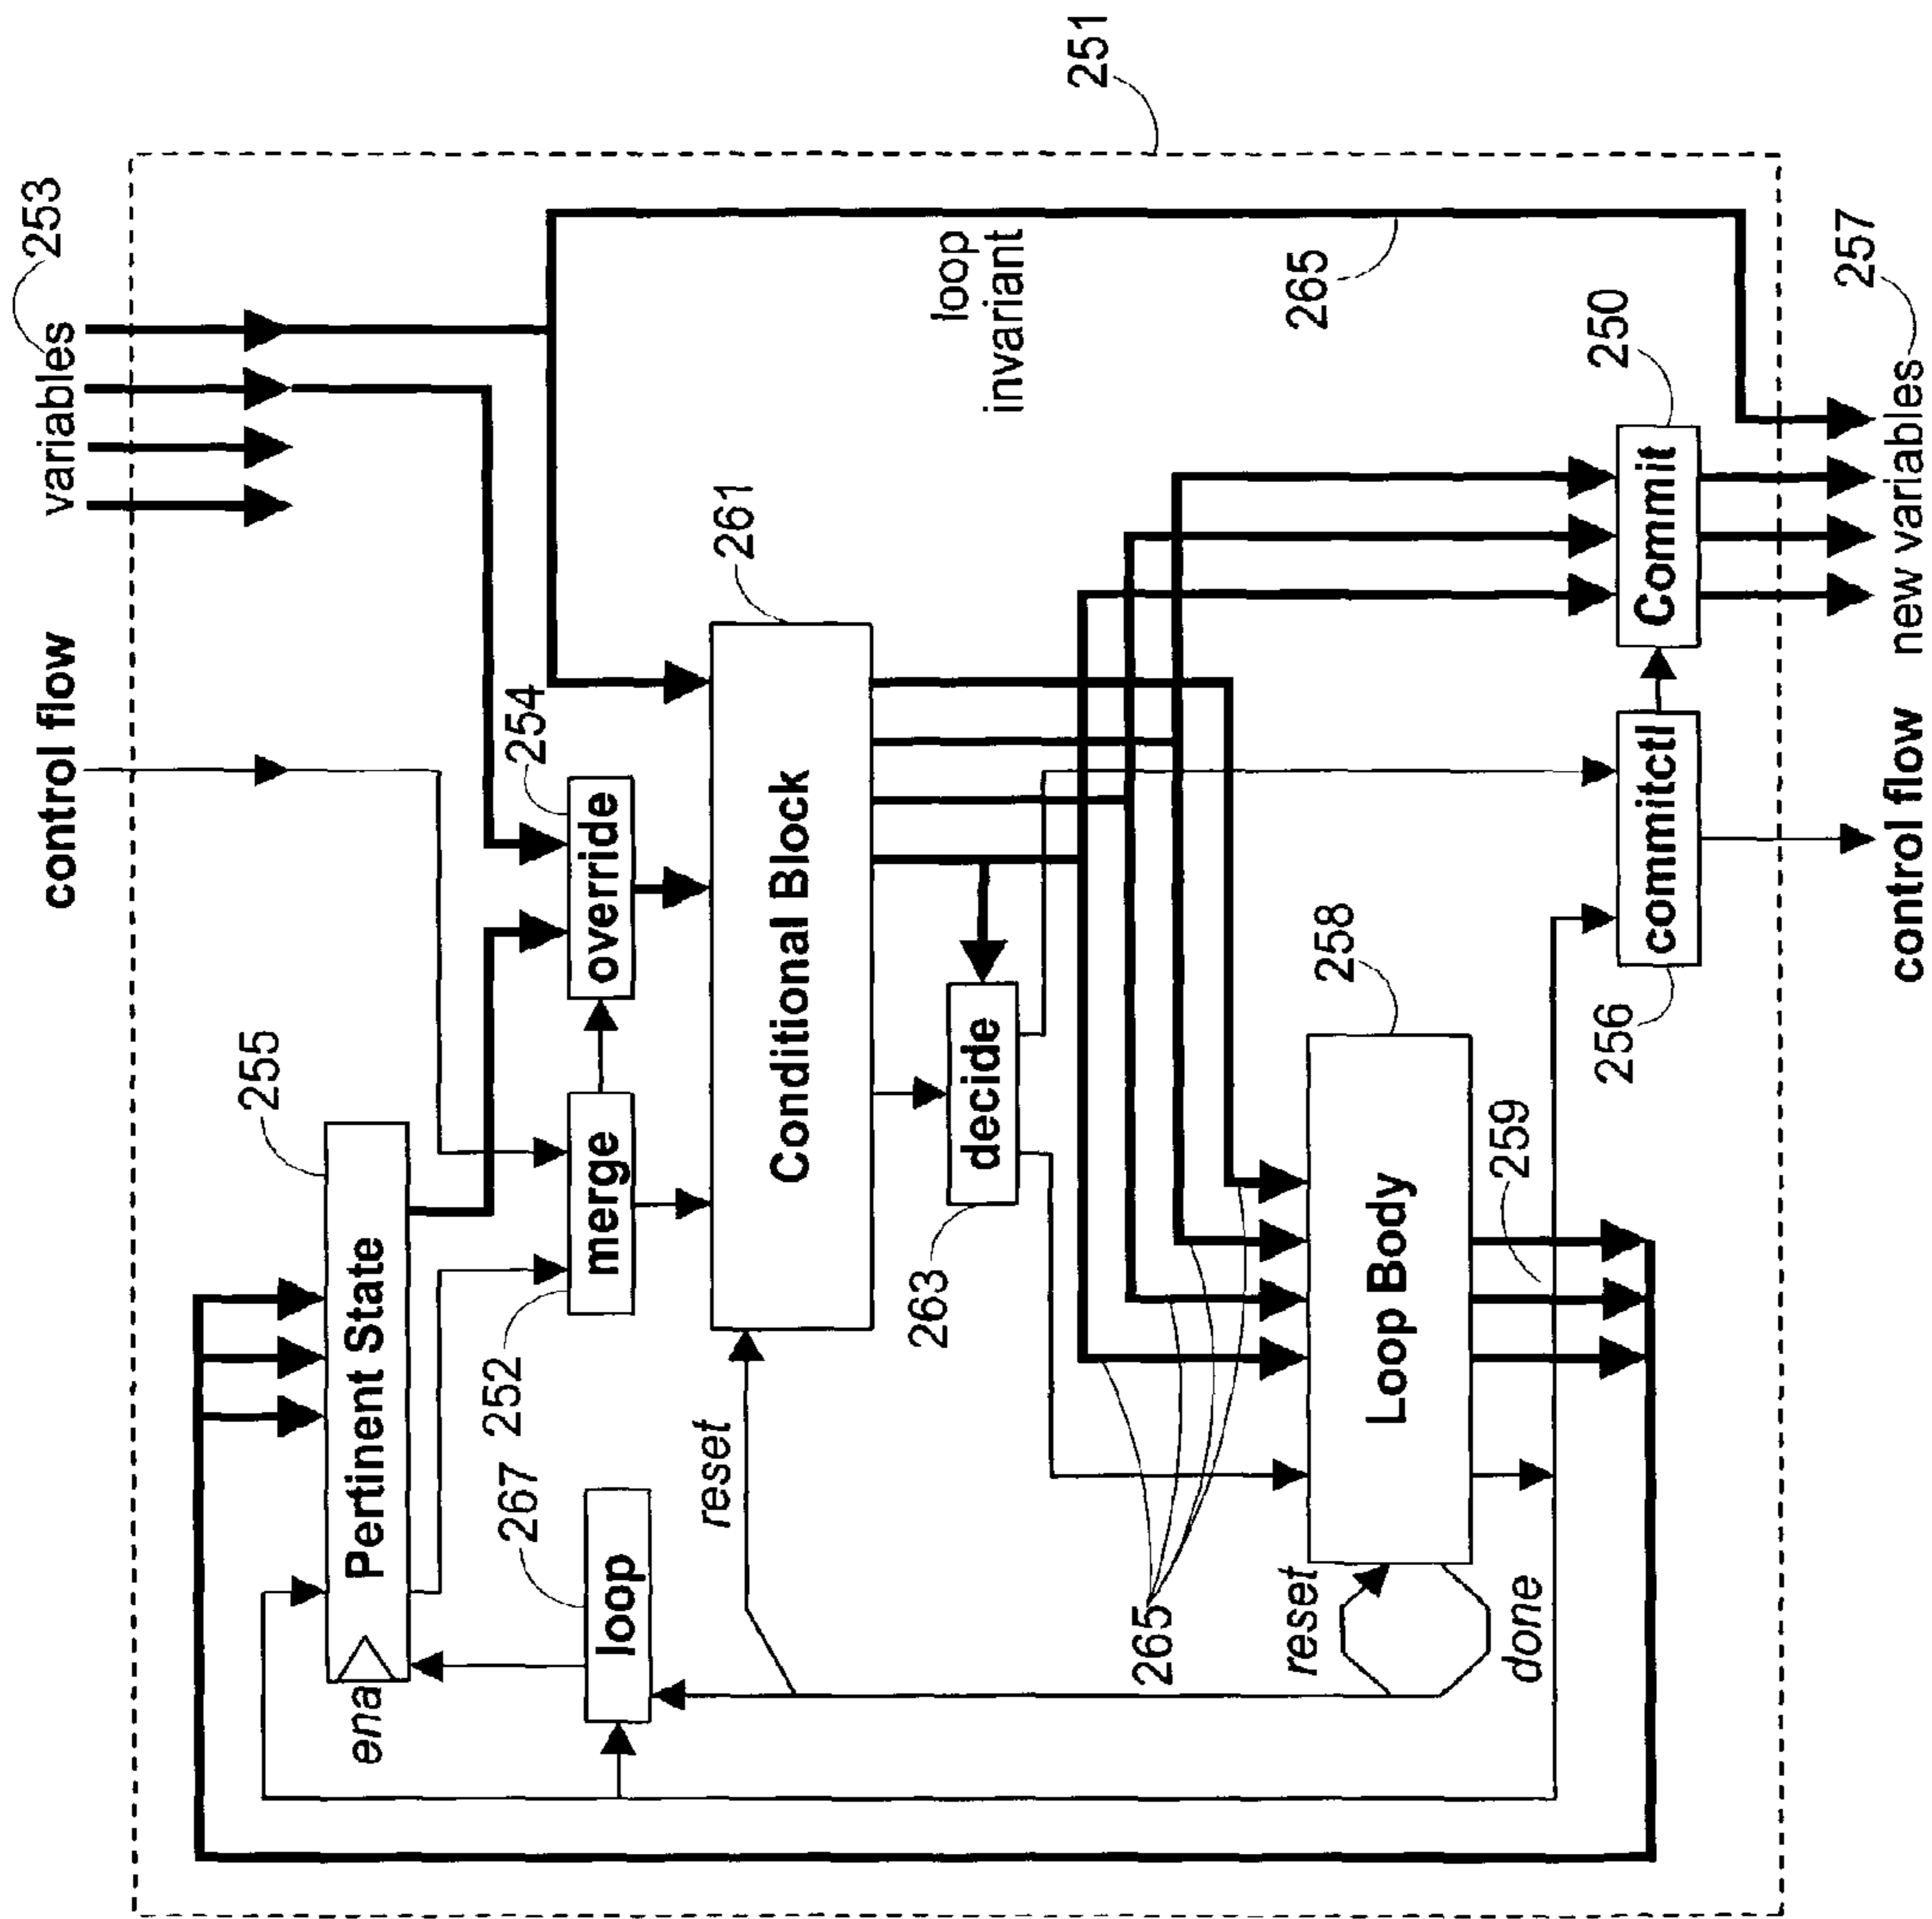 control flow
variables
253
251
255
Pertinent State
ena
254
override
merge
252
267
loop
reset
261
Conditional Block
loop
invariant
decide
263
265
265
258
Loop Body
reset
done
259
250
Commit
commitctl
256
control flow
new variables
257